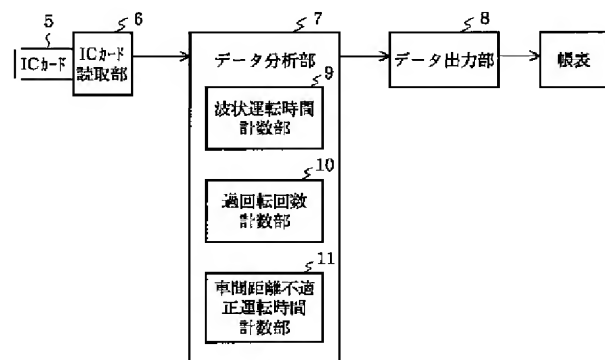 5
6
7
8
ICカード
ICカード
読取部
データ分析部
データ出力部
帳表
9
波状運転時間
計数部
10
過回転回数
計数部
11
車間距離不適
正運転時間
計数部